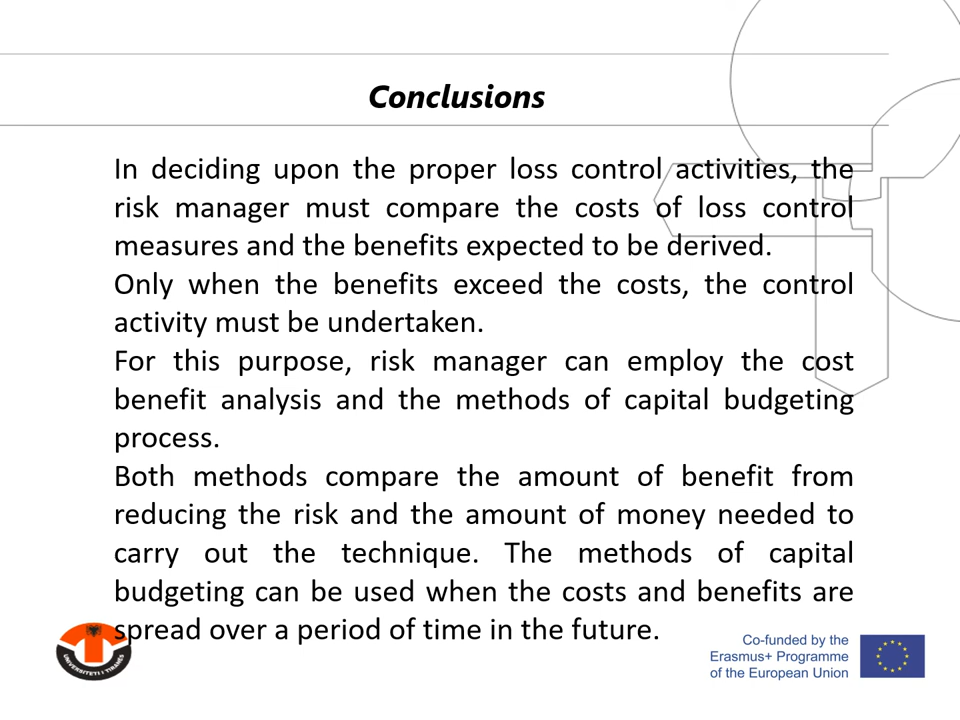 Conclusions
In deciding upon the proper loss control activities, the
risk manager must compare the costs of loss control
measures and the benefits expected to be derived.
Only when the benefits exceed the costs, the control
activity must be undertaken.
For this purpose, risk manager can employ the cost
benefit analysis and the methods of capital budgeting
process.
Both methods compare the amount of benefit from
reducing the risk and the amount of money needed to
carry out the technique. The methods of capital
budgeting can be used when the costs and benefits are
spread over a period of time in the future.
UNIVERSITETI I TIRANËS
Co-funded by the
Erasmus+ Programme
of the European Union